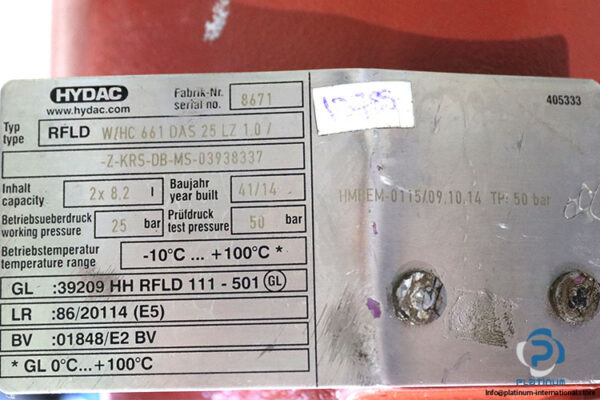 HYDAC
www.hydac.com
Fabrik-Nr.
serial no.
8671
405333
Typ
type
RFLD W/HC 661 DAS 25 LZ 1.0 /
-Z-KRS-DB-MS-03938337
Inhalt
capacity
2x 8.2 l
Baujahr
year built
41/14
HMPEM-0115/09.10.14 TP: 50 bar
Betriebsueberdruck
working pressure
25 bar
Prüfdruck
test pressure
50 bar
Betriebstemperatur
temperature range
-10°C ... +100°C *
GL :39209 HH RFLD 111 - 501 GL
LR :86/20114 (E5)
BV :01848/E2 BV
* GL 0°C...+100°C
PLATINUM
info@platinum-international.com